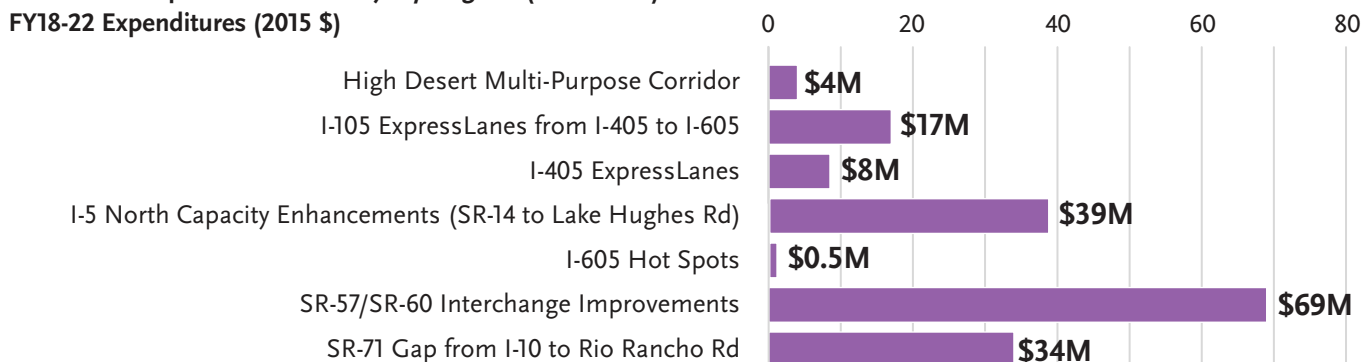 FY18-22 Expenditures (2015 $)
0 20 40 60 80
High Desert Multi-Purpose Corridor $4M
I-105 ExpressLanes from I-405 to I-605 $17M
I-405 ExpressLanes $8M
I-5 North Capacity Enhancements (SR-14 to Lake Hughes Rd) $39M
I-605 Hot Spots $0.5M
SR-57/SR-60 Interchange Improvements $69M
SR-71 Gap from I-10 to Rio Rancho Rd $34M